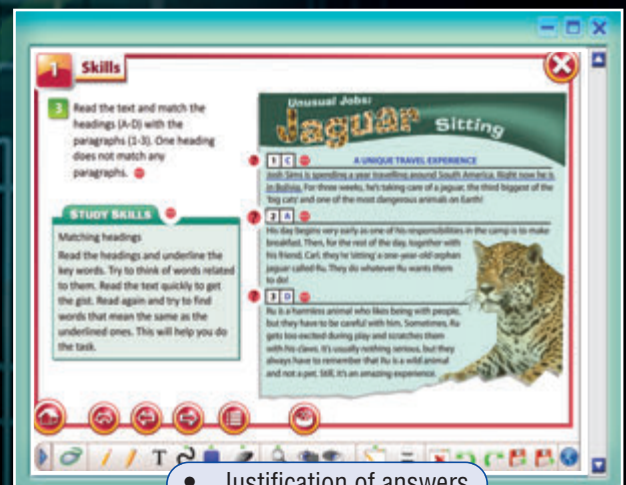 1 Skills
3 Read the text and match the
headings (A-D) with the
paragraphs (1-3). One heading
does not match any
paragraphs.
STUDY SKILLS
Matching headings
Read the headings and underline the
key words. Try to think of words related
to them. Read the text quickly to get
the gist. Read again and try to find
words that mean the same as the
underlined ones. This will help you do
the task.
Unusual Jobs:
Jaguar Sitting
1 C A UNIQUE TRAVEL EXPERIENCE
Josh Sims is spending a year travelling around South America. Right now he is
in Bolivia. For three weeks, he's taking care of a jaguar, the third biggest of the
'big cats' and one of the most dangerous animals on Earth!
2 A
His day begins very early as one of his responsibilities in the camp is to make
breakfast. Then, for the rest of the day, together with
his friend, Carl, they're 'sitting' a one-year-old orphan
jaguar called Ru. They do whatever Ru wants them
to do!
3 D
Ru is a harmless animal who likes being with people,
but they have to be careful with him. Sometimes, Ru
gets too excited during play and scratches them
with his claws. It's usually nothing serious, but they
always have to remember that Ru is a wild animal
and not a pet. Still, it's an amazing experience.
T
• Justification of answers